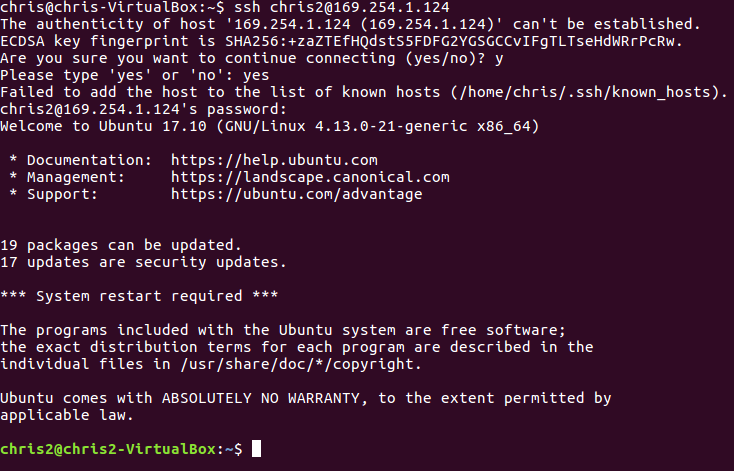 chris@chris-VirtualBox:~$ ssh chris2@169.254.1.124
The authenticity of host '169.254.1.124 (169.254.1.124)' can't be established.
ECDSA key fingerprint is SHA256:+zaZTEfHQdstS5FDFG2YGSGCCvIFgTLTseHdWRrPcRw.
Are you sure you want to continue connecting (yes/no)? y
Please type 'yes' or 'no': yes
Failed to add the host to the list of known hosts (/home/chris/.ssh/known_hosts).
chris2@169.254.1.124's password:
Welcome to Ubuntu 17.10 (GNU/Linux 4.13.0-21-generic x86_64)
* Documentation:  https://help.ubuntu.com
* Management:     https://landscape.canonical.com
* Support:        https://ubuntu.com/advantage
19 packages can be updated.
17 updates are security updates.
*** System restart required ***
The programs included with the Ubuntu system are free software;
the exact distribution terms for each program are described in the
individual files in /usr/share/doc/*/copyright.
Ubuntu comes with ABSOLUTELY NO WARRANTY, to the extent permitted by
applicable law.
chris2@chris2-VirtualBox:~$